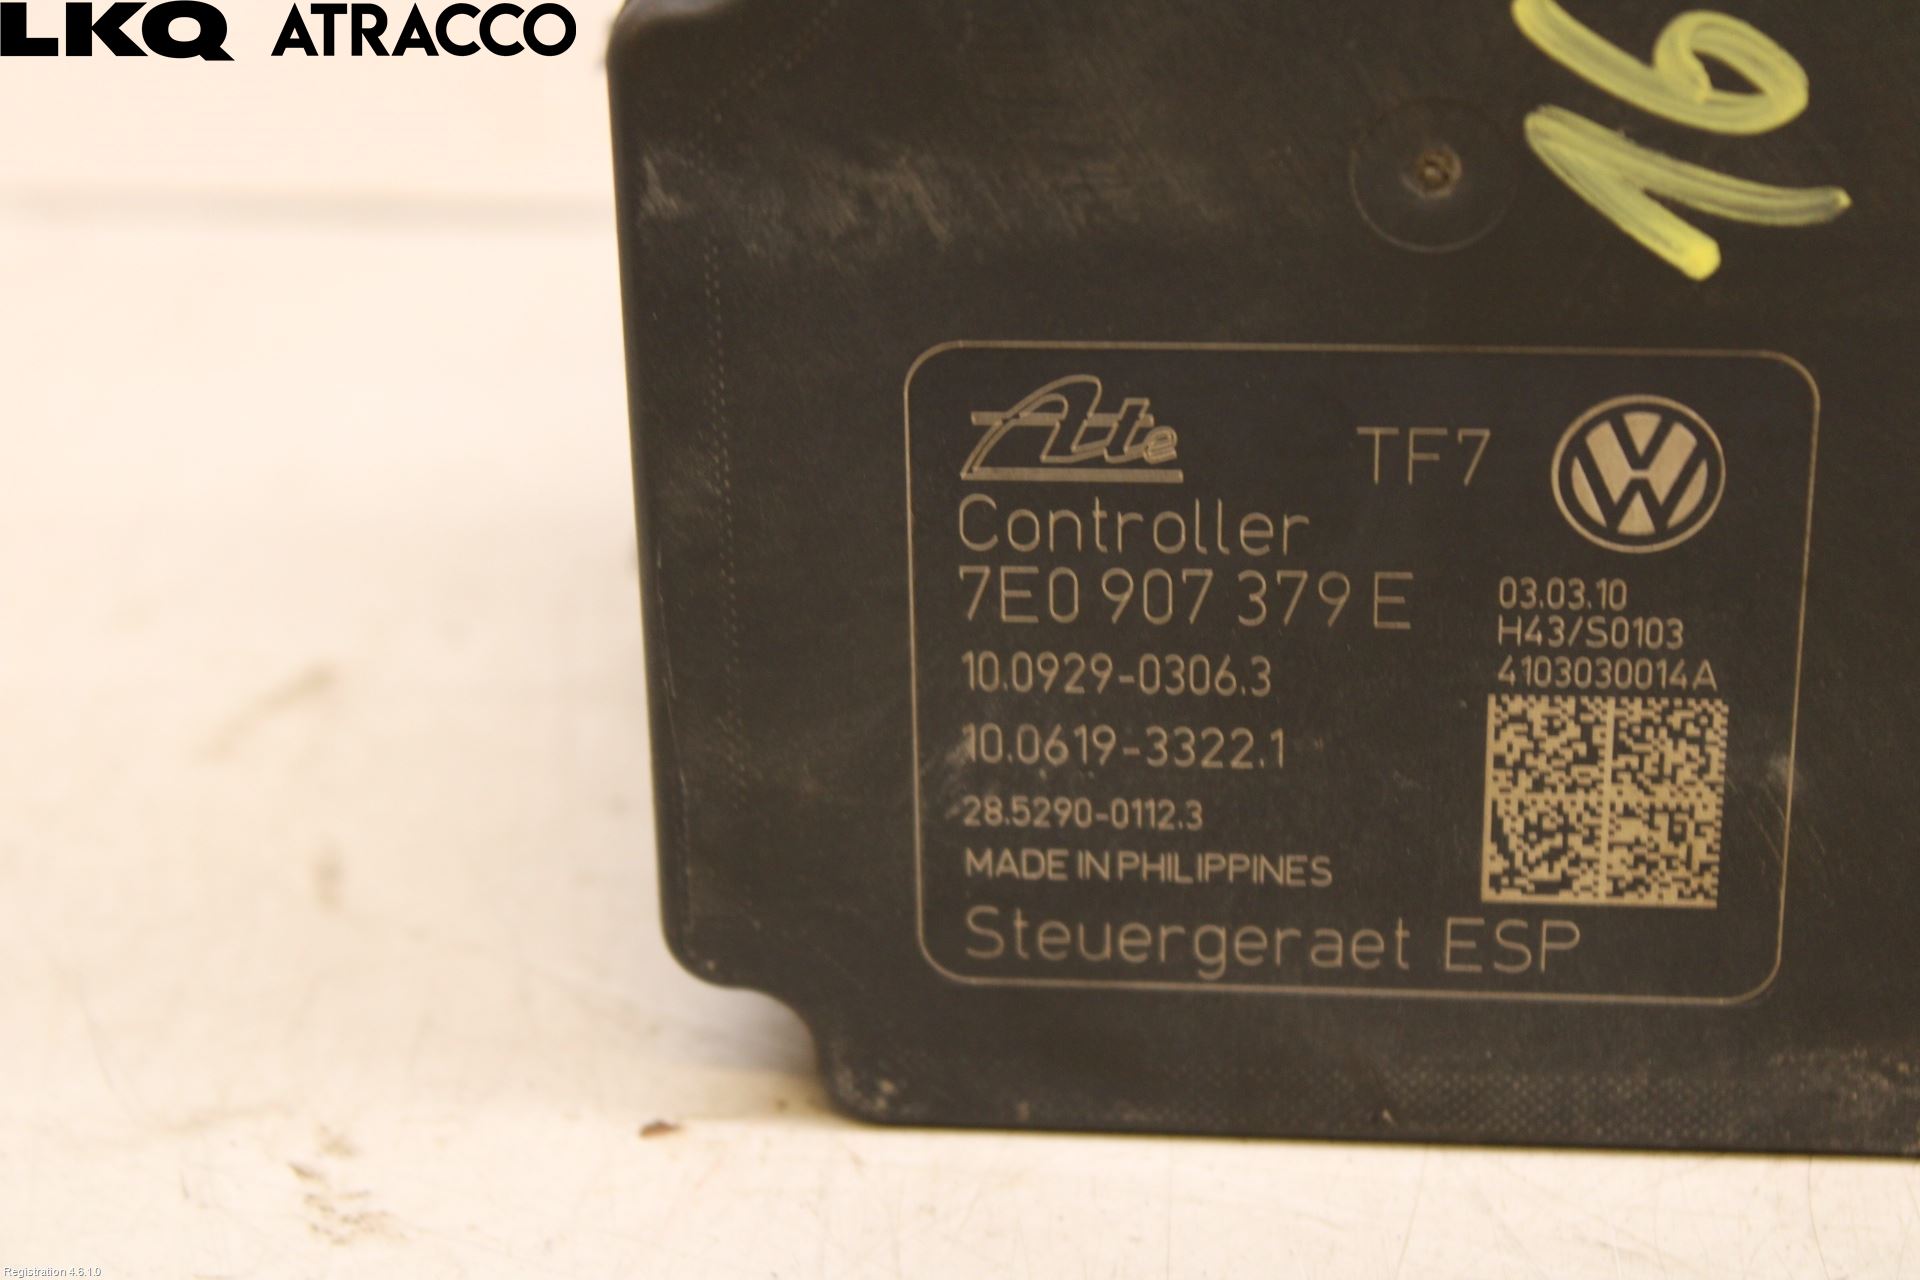 LKQ ATRACCO
16
Ate TF7
Controller
7E0 907 379 E
03.03.10
H43/S0103
4103030014A
10.0929-0306.3
10.0619-3322.1
28.5290-0112.3
MADE IN PHILIPPINES
Steuergeraet ESP
Registration 4.6.1.0